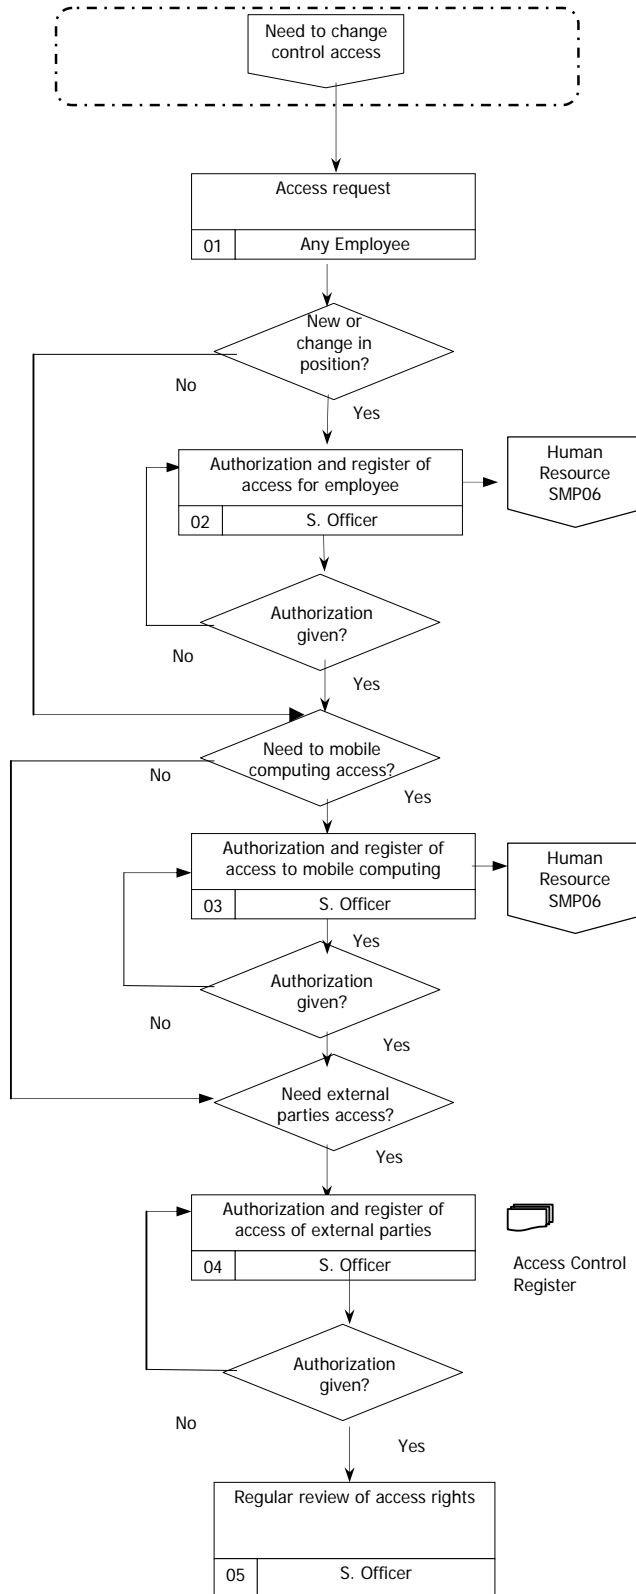 Need to change
control access
Access request
01
Any Employee
New or
change in
position?
No
Yes
Authorization and register of
access for employee
02
S. Officer
Human
Resource
SMP06
Authorization
given?
No
Yes
Need to mobile
computing access?
No
Yes
Authorization and register of
access to mobile computing
03
S. Officer
Human
Resource
SMP06
Yes
Authorization
given?
No
Yes
Need external
parties access?
Yes
Authorization and register of
access of external parties
04
S. Officer
Access Control
Register
Authorization
given?
No
Yes
Regular review of access rights
05
S. Officer